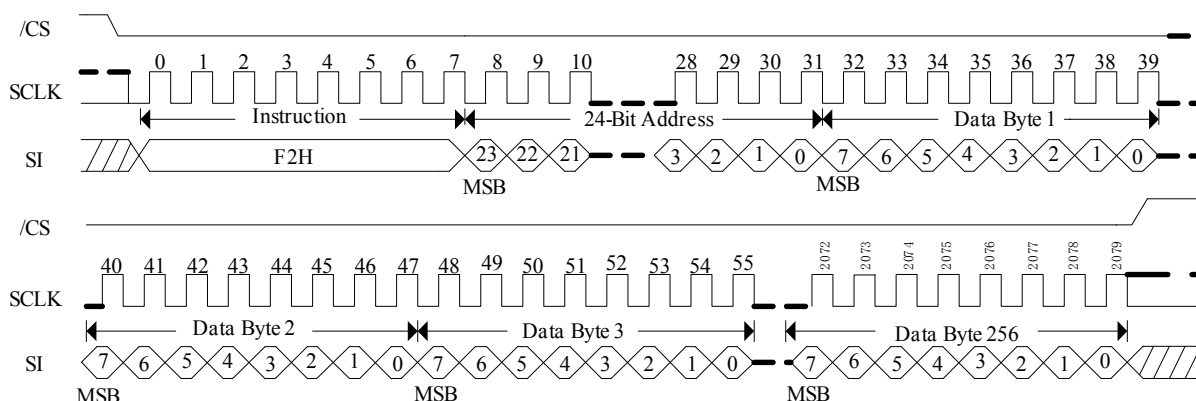 /CS
0 1 2 3 4 5 6 7 8 9 10 28 29 30 31 32 33 34 35 36 37 38 39
SCLK
Instruction 24-Bit Address Data Byte 1
SI F2H 23 22 21 3 2 1 0 7 6 5 4 3 2 1 0
MSB MSB
/CS
40 41 42 43 44 45 46 47 48 49 50 51 52 53 54 55 2072 2073 2074 2075 2076 2077 2078 2079
SCLK
Data Byte 2 Data Byte 3 Data Byte 256
SI 7 6 5 4 3 2 1 0 7 6 5 4 3 2 1 0 7 6 5 4 3 2 1 0
MSB MSB MSB